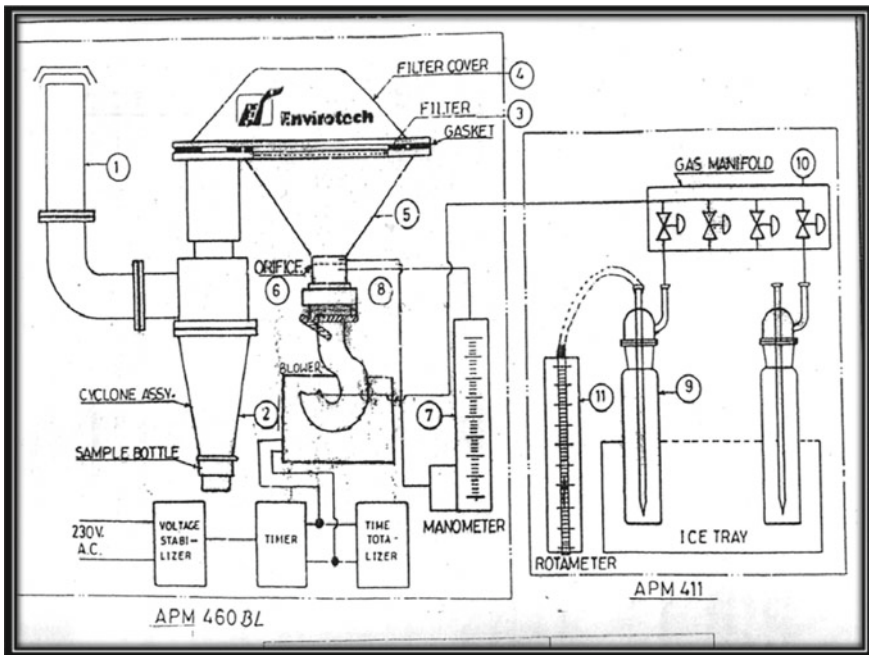 FILTER COVER 4
Envirotech
FILTER 3
GASKET
1
5
GAS MANIFOLD 10
ORIFICE
6
8
BLOWER
CYCLONE ASSY.
2
7
11
9
SAMPLE BOTTLE
MANOMETER
ICE TRAY
ROTAMETER
230V.
A.C.
VOLTAGE
STABI-
LIZER
TIMER
TIME
TOTA-
LIZER
APM 460 BL
APM 411